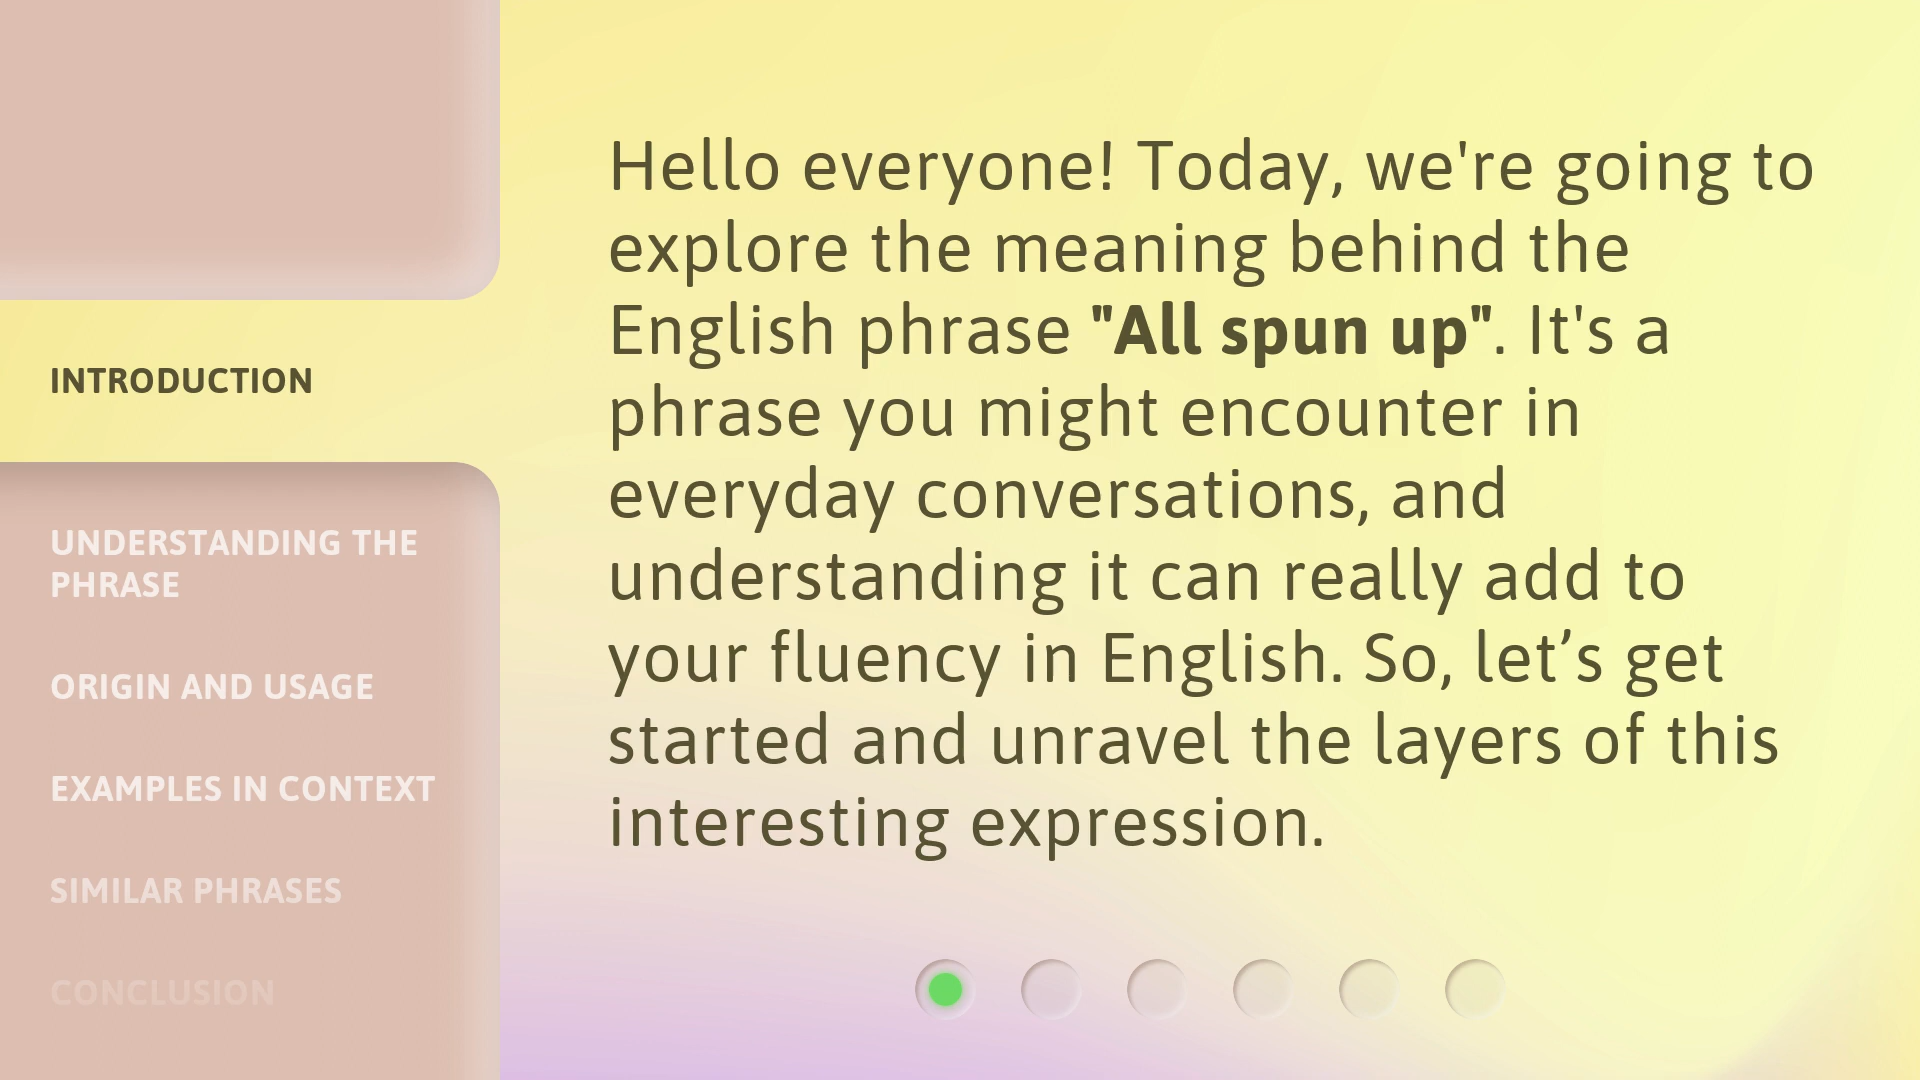 INTRODUCTION
UNDERSTANDING THE
PHRASE
ORIGIN AND USAGE
EXAMPLES IN CONTEXT
SIMILAR PHRASES
CONCLUSION
Hello everyone! Today, we're going to
explore the meaning behind the
English phrase "All spun up". It's a
phrase you might encounter in
everyday conversations, and
understanding it can really add to
your fluency in English. So, let’s get
started and unravel the layers of this
interesting expression.